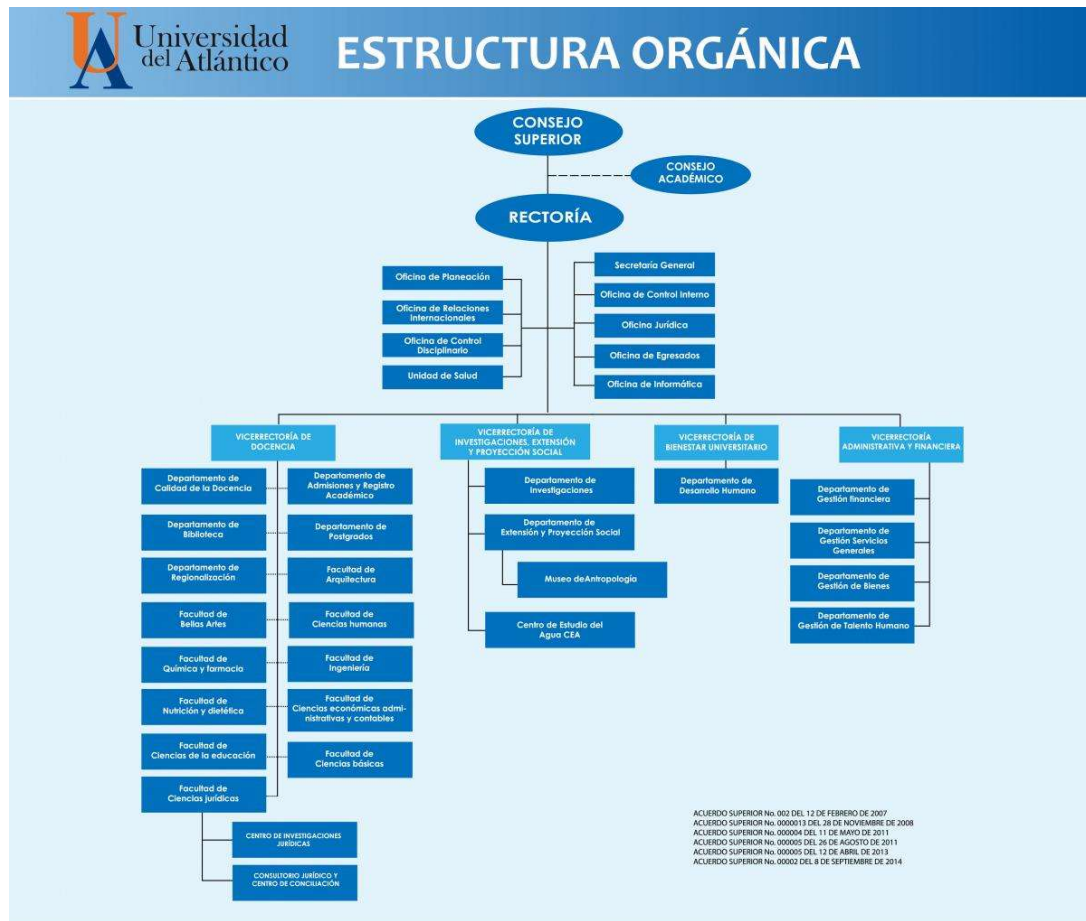 Universidad
del Atlántico
ESTRUCTURA ORGÁNICA
CONSEJO
SUPERIOR
CONSEJO
ACADÉMICO
RECTORÍA
Oficina de Planeación
Oficina de Relaciones
Internacionales
Oficina de Control
Disciplinario
Unidad de Salud
Secretaría General
Oficina de Control Interno
Oficina Jurídica
Oficina de Egresados
Oficina de Informática
VICERRECTORÍA DE
DOCENCIA
Departamento de
Calidad de la Docencia
Departamento de
Admisiones y Registro
Académico
Departamento de
Biblioteca
Departamento de
Postgrados
Departamento de
Regionalización
Facultad de
Arquitectura
Facultad de
Bellas Artes
Facultad de
Ciencias humanas
Facultad de
Química y farmacia
Facultad de
Ingeniería
Facultad de
Nutrición y dietética
Facultad de
Ciencias económicas admi-
nistrativas y contables
Facultad de
Ciencias de la educación
Facultad de
Ciencias básicas
Facultad de
Ciencias jurídicas
CENTRO DE INVESTIGACIONES
JURÍDICAS
CONSULTORIO JURÍDICO Y
CENTRO DE CONCILIACIÓN
VICERRECTORÍA DE
INVESTIGACIONES, EXTENSIÓN
Y PROYECCIÓN SOCIAL
Departamento de
Investigaciones
Departamento de
Extensión y Proyección Social
Museo deAntropología
Centro de Estudio del
Agua CEA
VICERRECTORÍA DE
BIENESTAR UNIVERSITARIO
Departamento de
Desarrollo Humano
VICERRECTORÍA
ADMINISTRATIVA Y FINANCIERA
Departamento de
Gestión financiera
Departamento de
Gestión Servicios
Generales
Departamento de
Gestión de Bienes
Departamento de
Gestión de Talento Humano
ACUERDO SUPERIOR No. 002 DEL 12 DE FEBRERO DE 2007
ACUERDO SUPERIOR No. 0000013 DEL 28 DE NOVIEMBRE DE 2008
ACUERDO SUPERIOR No. 000004 DEL 11 DE MAYO DE 2011
ACUERDO SUPERIOR No. 000005 DEL 26 DE AGOSTO DE 2011
ACUERDO SUPERIOR No. 000005 DEL 12 DE ABRIL DE 2013
ACUERDO SUPERIOR No. 00002 DEL 8 DE SEPTIEMBRE DE 2014